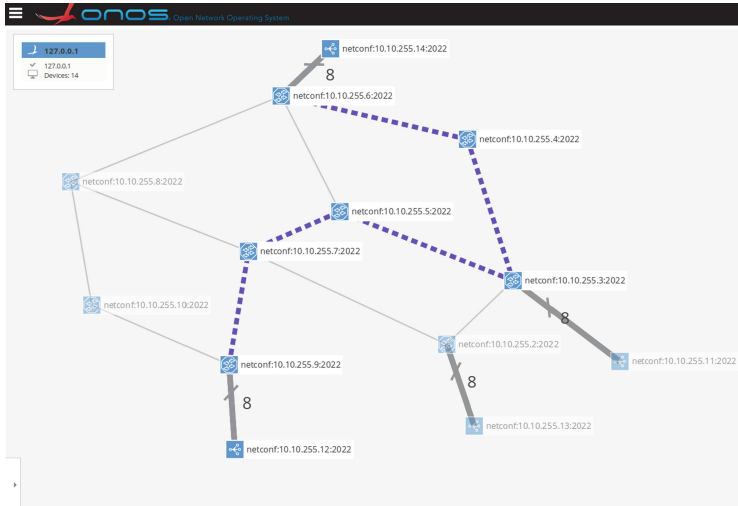 ONOS Open Network Operating System
127.0.0.1
127.0.0.1
Devices: 14
netconf:10.10.255.14:2022
8
netconf:10.10.255.6:2022
netconf:10.10.255.4:2022
netconf:10.10.255.8:2022
netconf:10.10.255.5:2022
netconf:10.10.255.7:2022
netconf:10.10.255.3:2022
netconf:10.10.255.10:2022
8
netconf:10.10.255.2:2022
netconf:10.10.255.11:2022
netconf:10.10.255.9:2022
8
8
netconf:10.10.255.13:2022
netconf:10.10.255.12:2022